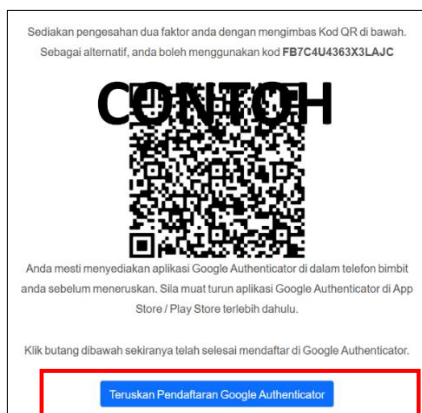 Sediakan pengesahan dua faktor anda dengan mengimbas Kod QR di bawah.
Sebagai alternatif, anda boleh menggunakan kod FB7C4U4363X3LAJC
CONTOH
Anda mesti menyediakan aplikasi Google Authenticator di dalam telefon bimbit
anda sebelum meneruskan. Sila muat turun aplikasi Google Authenticator di App
Store / Play Store terlebih dahulu.
Klik butang dibawah sekiranya telah selesai mendaftar di Google Authenticator.
Teruskan Pendaftaran Google Authenticator